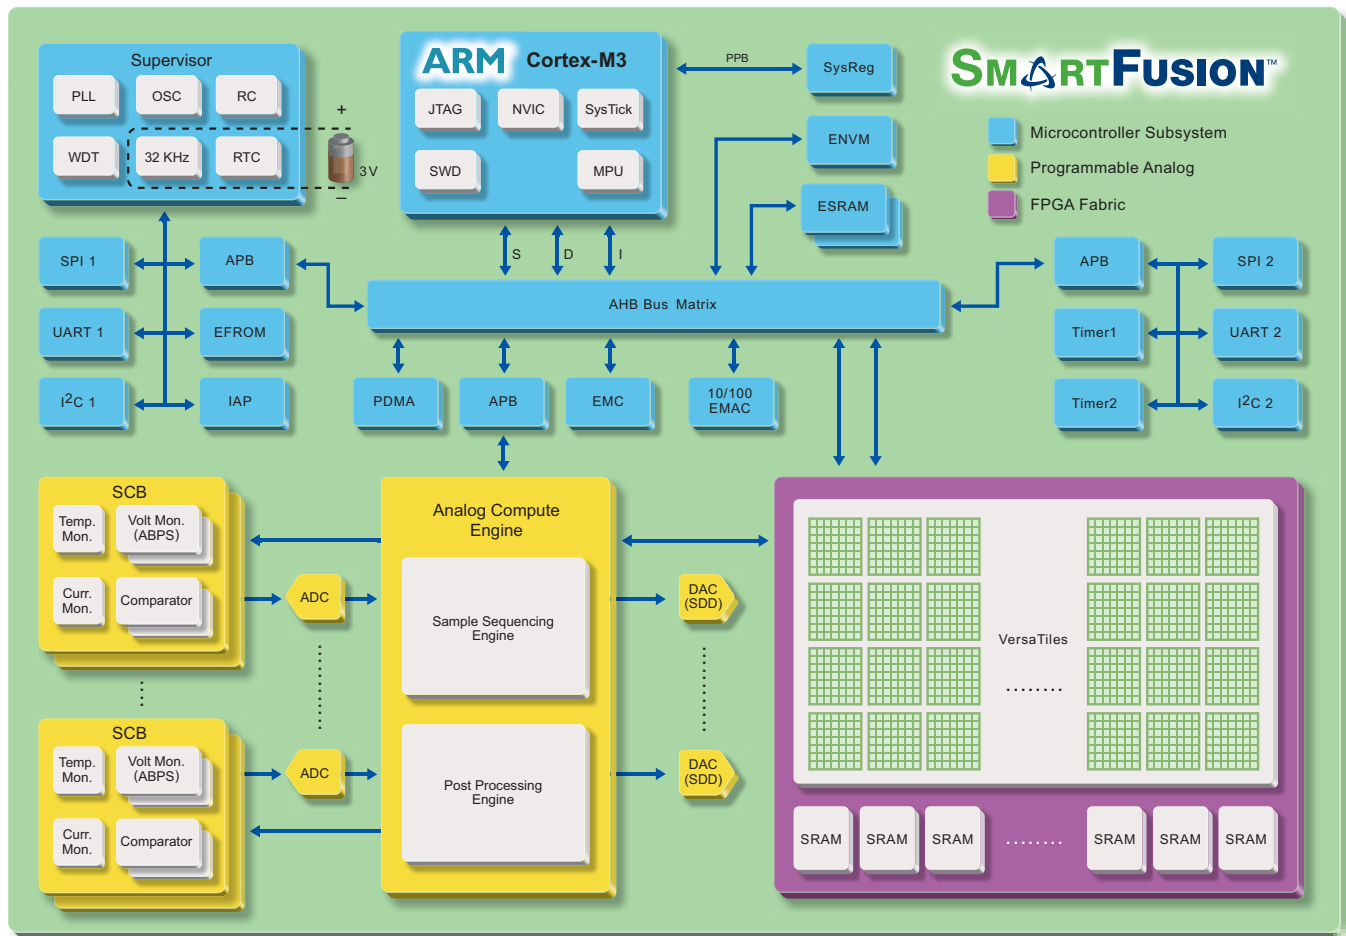 Supervisor
PLL
OSC
RC
WDT
32 KHz
RTC
+
3V
–
ARM Cortex-M3
JTAG
NVIC
SysTick
SWD
MPU
PPB
SysReg
ENVM
ESRAM
SMARTFUSION™
Microcontroller Subsystem
Programmable Analog
FPGA Fabric
S
D
I
SPI 1
APB
UART 1
EFROM
I²C 1
IAP
AHB Bus Matrix
PDMA
APB
EMC
10/100
EMAC
APB
SPI 2
Timer1
UART 2
Timer2
I²C 2
SCB
Temp.
Mon.
Volt Mon.
(ABPS)
Curr.
Mon.
Comparator
ADC
SCB
Temp.
Mon.
Volt Mon.
(ABPS)
Curr.
Mon.
Comparator
ADC
Analog Compute
Engine
Sample Sequencing
Engine
Post Processing
Engine
DAC
(SDD)
DAC
(SDD)
VersaTiles
........
SRAM
SRAM
SRAM
........
SRAM
SRAM
SRAM